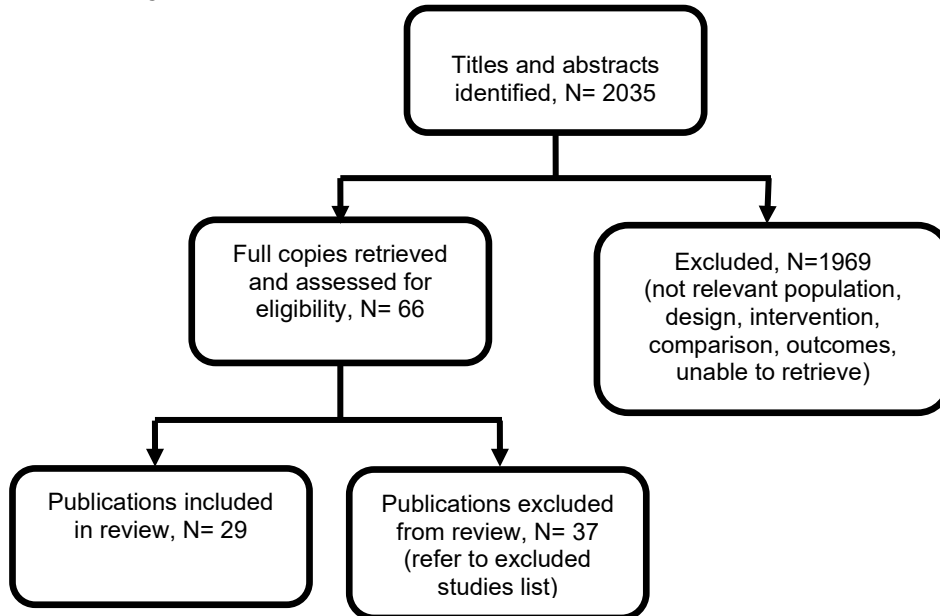 Titles and abstracts
identified, N= 2035
Full copies retrieved
and assessed for
eligibility, N= 66
Excluded, N=1969
(not relevant population,
design, intervention,
comparison, outcomes,
unable to retrieve)
Publications included
in review, N= 29
Publications excluded
from review, N= 37
(refer to excluded
studies list)